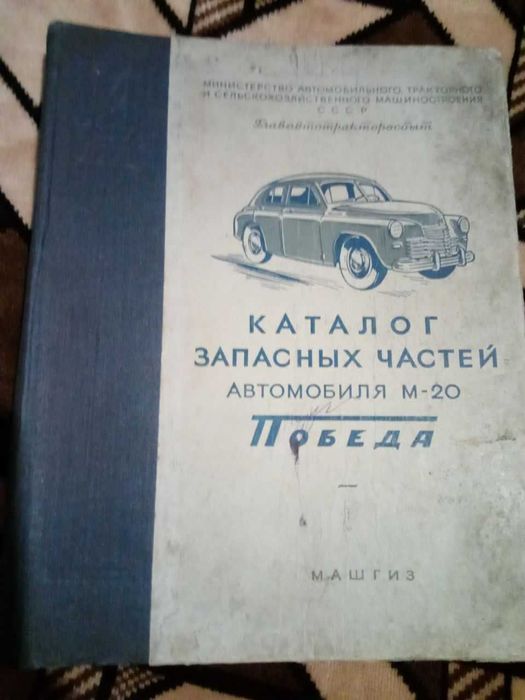 МИНИСТЕРСТВО АВТОМОБИЛЬНОГО, ТРАКТОРНОГО
И СЕЛЬСКОХОЗЯЙСТВЕННОГО МАШИНОСТРОЕНИЯ
СССР
Глававтотракторосбыт
КАТАЛОГ
ЗАПАСНЫХ ЧАСТЕЙ
АВТОМОБИЛЯ М-20
ПОБЕДА
МАШГИЗ